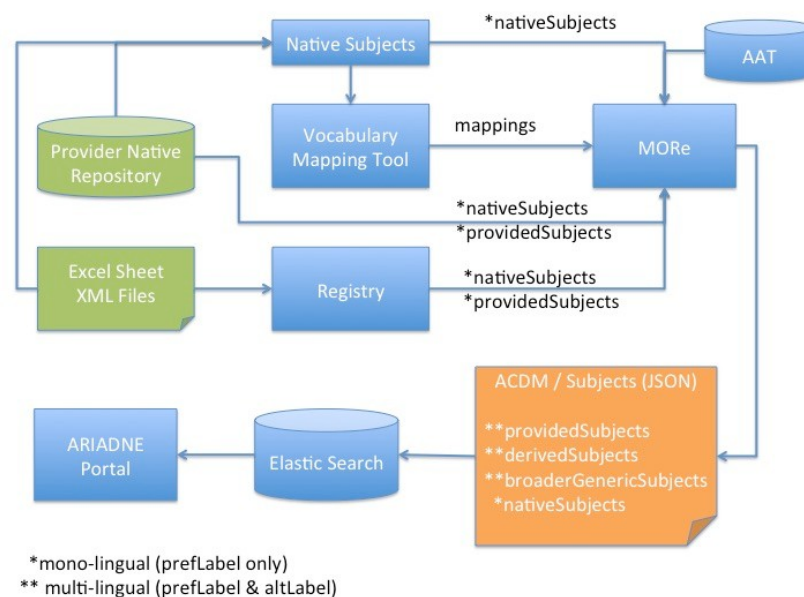 *nativeSubjects
Native Subjects
AAT
Provider Native
Repository
Vocabulary
Mapping Tool
mappings
MORe
*nativeSubjects
*providedSubjects
Excel Sheet
XML Files
Registry
*nativeSubjects
*providedSubjects
ACDM / Subjects (JSON)
**providedSubjects
**derivedSubjects
**broaderGenericSubjects
*nativeSubjects
ARIADNE
Portal
Elastic Search
*mono-lingual (prefLabel only)
** multi-lingual (prefLabel & altLabel)